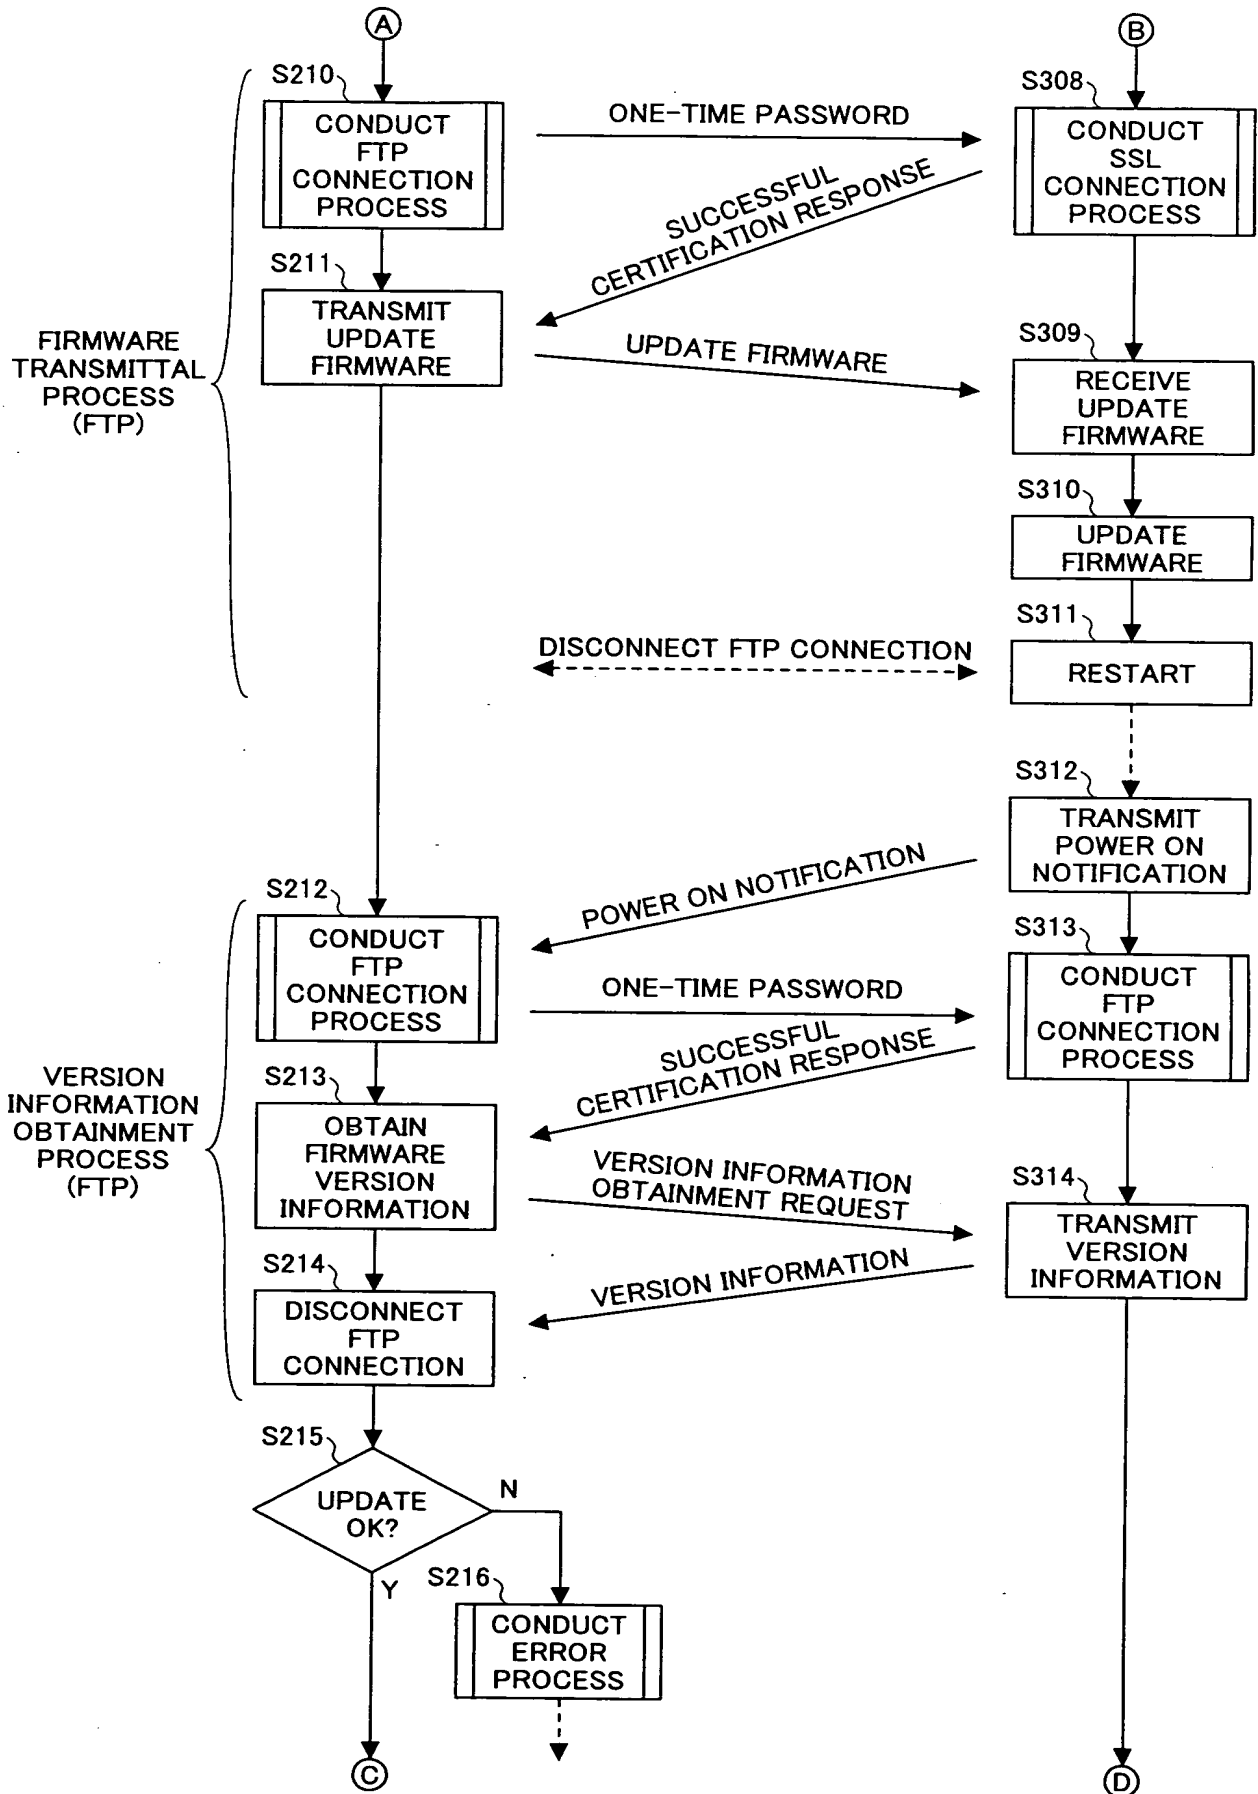 A
B
S210
CONDUCT
FTP
CONNECTION
PROCESS
ONE-TIME PASSWORD
S308
CONDUCT
SSL
CONNECTION
PROCESS
SUCCESSFUL
CERTIFICATION RESPONSE
S211
TRANSMIT
UPDATE
FIRMWARE
FIRMWARE
TRANSMITTAL
PROCESS
(FTP)
UPDATE FIRMWARE
S309
RECEIVE
UPDATE
FIRMWARE
S310
UPDATE
FIRMWARE
DISCONNECT FTP CONNECTION
S311
RESTART
S312
TRANSMIT
POWER ON
NOTIFICATION
POWER ON NOTIFICATION
S212
CONDUCT
FTP
CONNECTION
PROCESS
ONE-TIME PASSWORD
S313
CONDUCT
FTP
CONNECTION
PROCESS
SUCCESSFUL
CERTIFICATION RESPONSE
VERSION
INFORMATION
OBTAINMENT
PROCESS
(FTP)
S213
OBTAIN
FIRMWARE
VERSION
INFORMATION
VERSION INFORMATION
OBTAINMENT REQUEST
S314
TRANSMIT
VERSION
INFORMATION
VERSION INFORMATION
S214
DISCONNECT
FTP
CONNECTION
S215
UPDATE
OK?
N
Y
S216
CONDUCT
ERROR
PROCESS
C
D